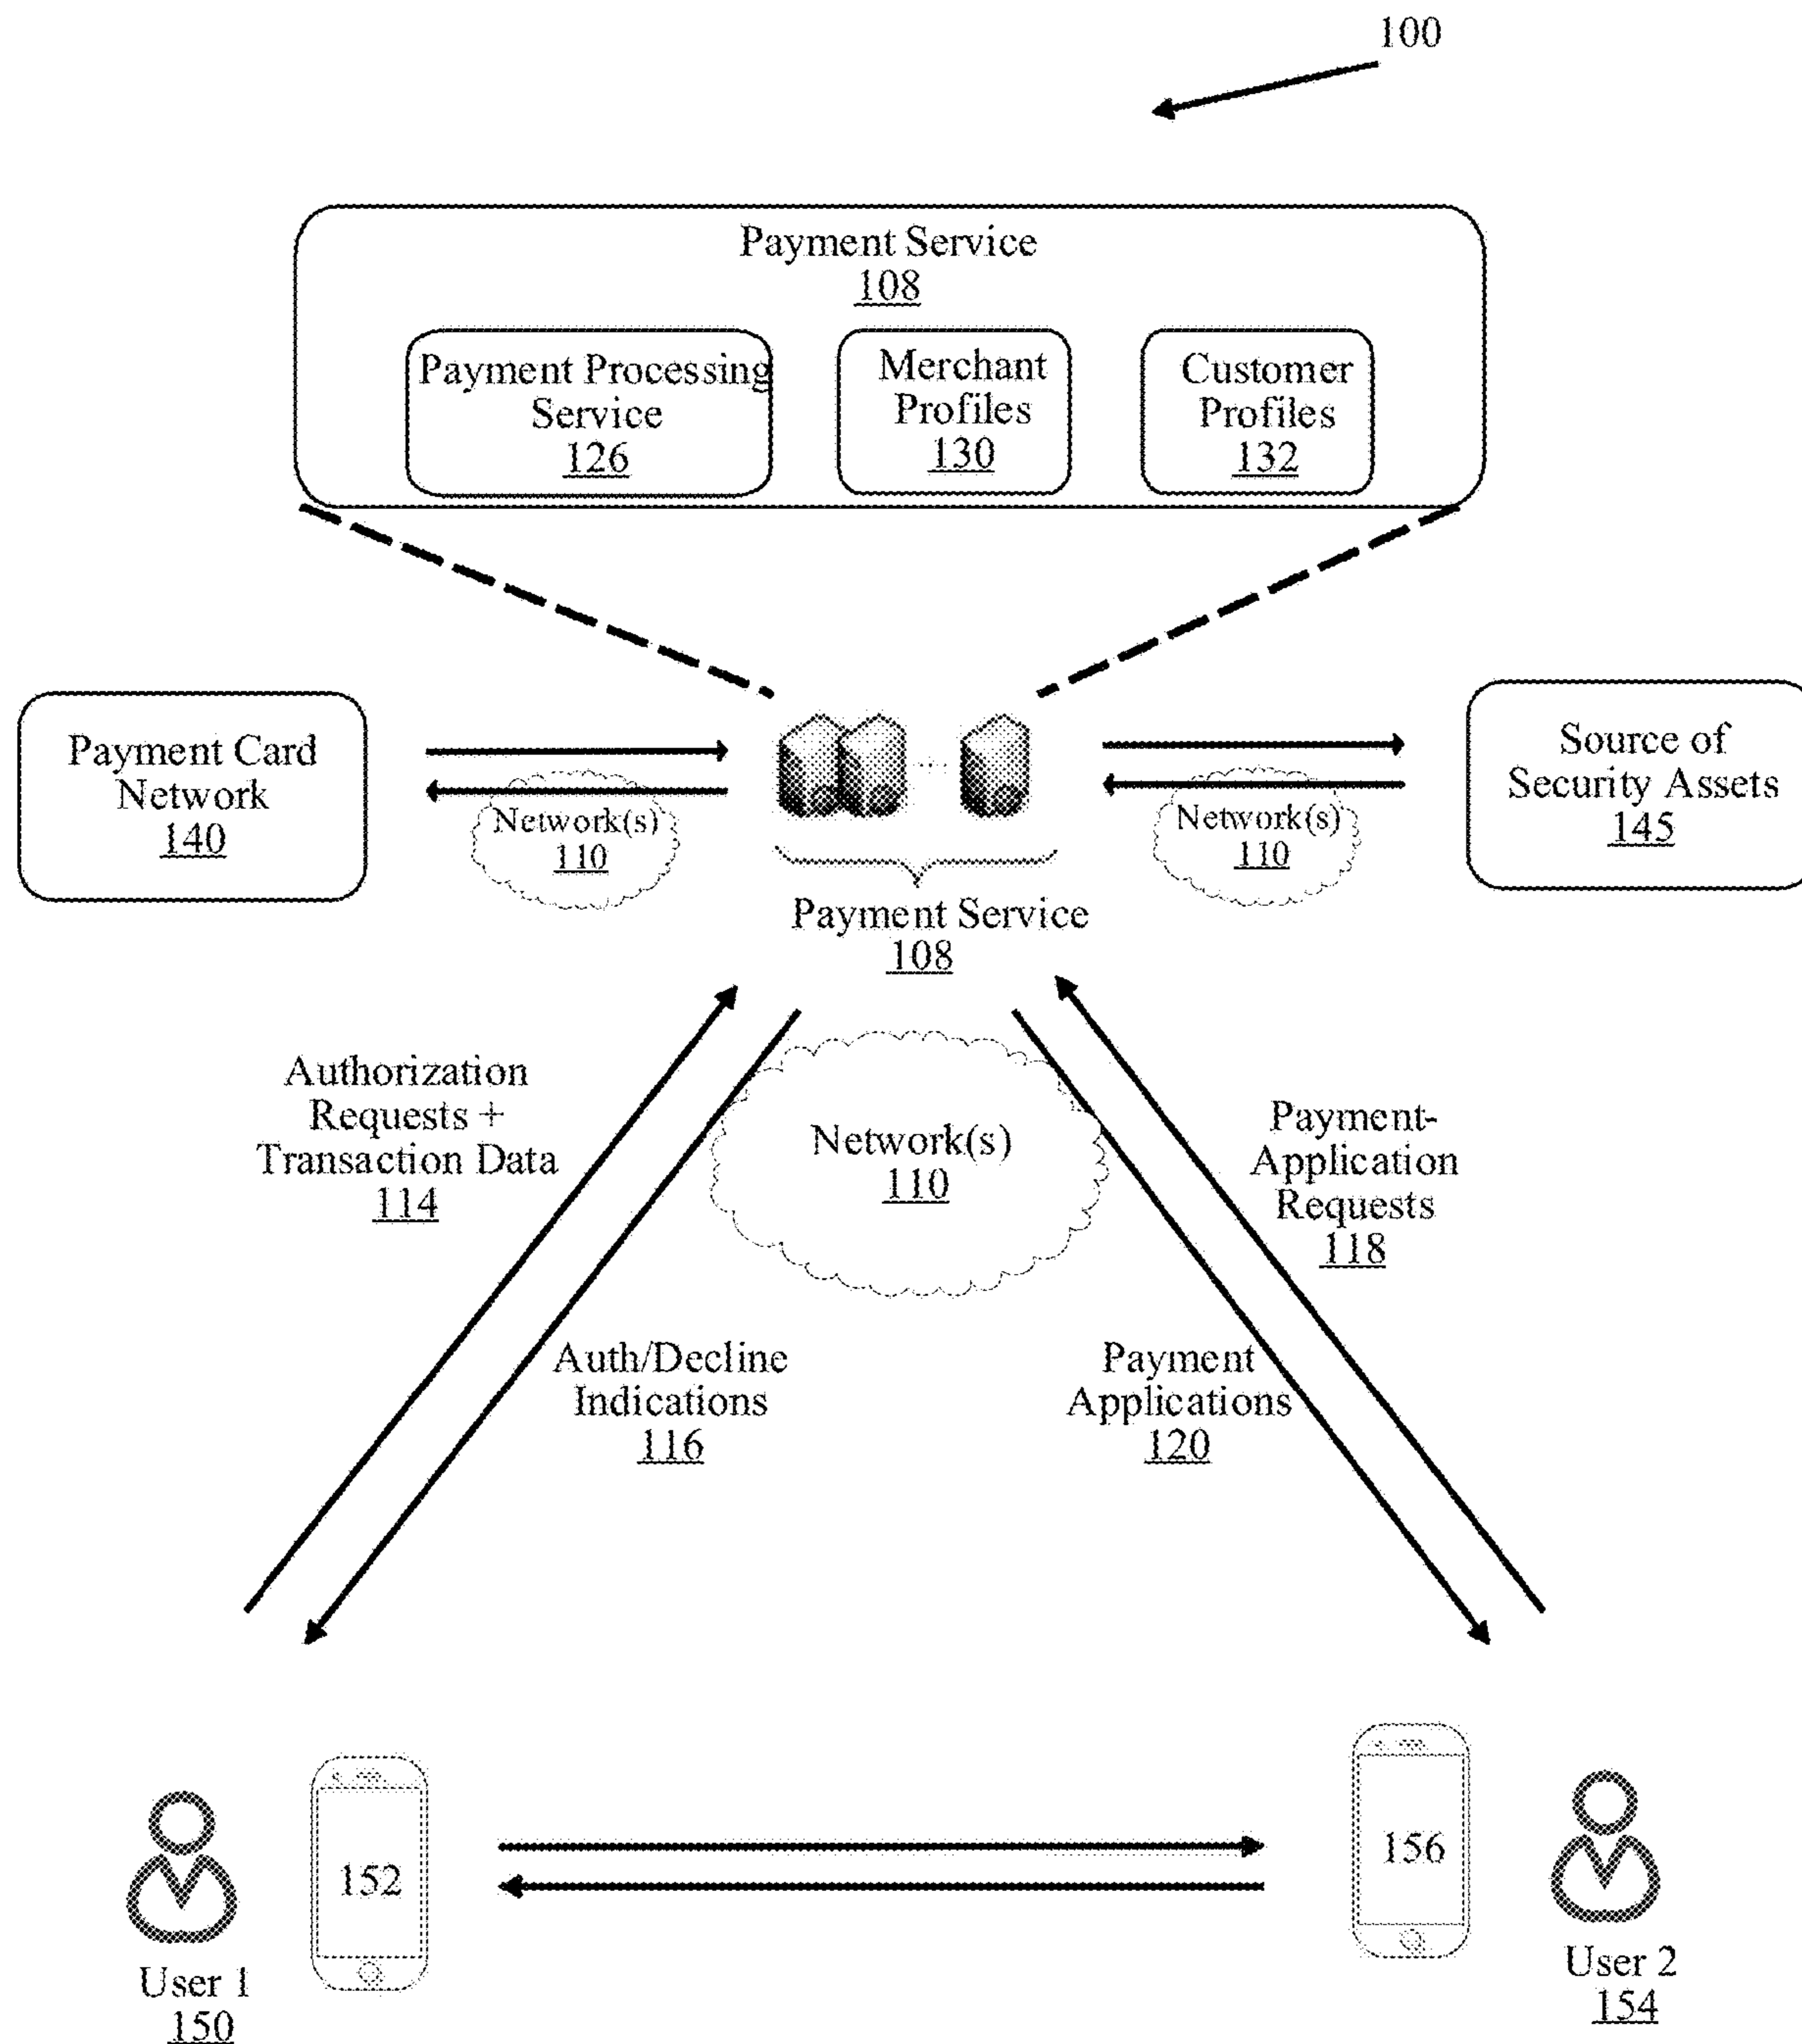 100
Payment Service
108
Payment Processing
Service
126
Merchant
Profiles
130
Customer
Profiles
132
Payment Card
Network
140
Network(s)
110
Payment Service
108
Network(s)
110
Source of
Security Assets
145
Authorization
Requests +
Transaction Data
114
Network(s)
110
Payment-
Application
Requests
118
Auth/Decline
Indications
116
Payment
Applications
120
152
User 1
150
156
User 2
154